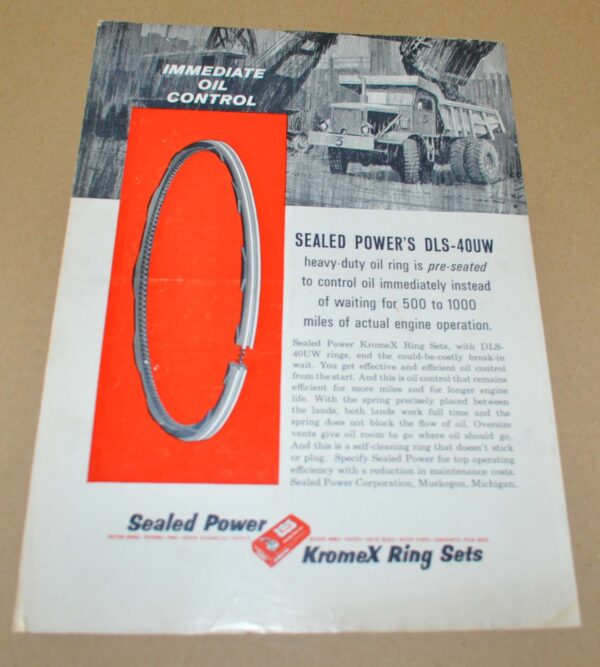 IMMEDIATE
OIL
CONTROL
3
3
SEALED POWER'S DLS-40UW
heavy-duty oil ring is pre-seated
to control oil immediately instead
of waiting for 500 to 1000
miles of actual engine operation.
Sealed Power KromeX Ring Sets, with DLS-
40UW rings, end the could-be-costly break-in
wait. You get effective and efficient oil control
from the start. And this is oil control that remains
efficient for more miles and for longer engine
life. With the spring precisely placed between
the lands, both lands work full time and the
spring does not block the flow of oil. Oversize
vents give oil room to go where oil should go.
And this is a self-cleaning ring that doesn't stick
or plug. Specify Sealed Power for top operating
efficiency with a reduction in maintenance costs.
Sealed Power Corporation, Muskegon, Michigan.
Sealed Power
KromeX Ring Sets